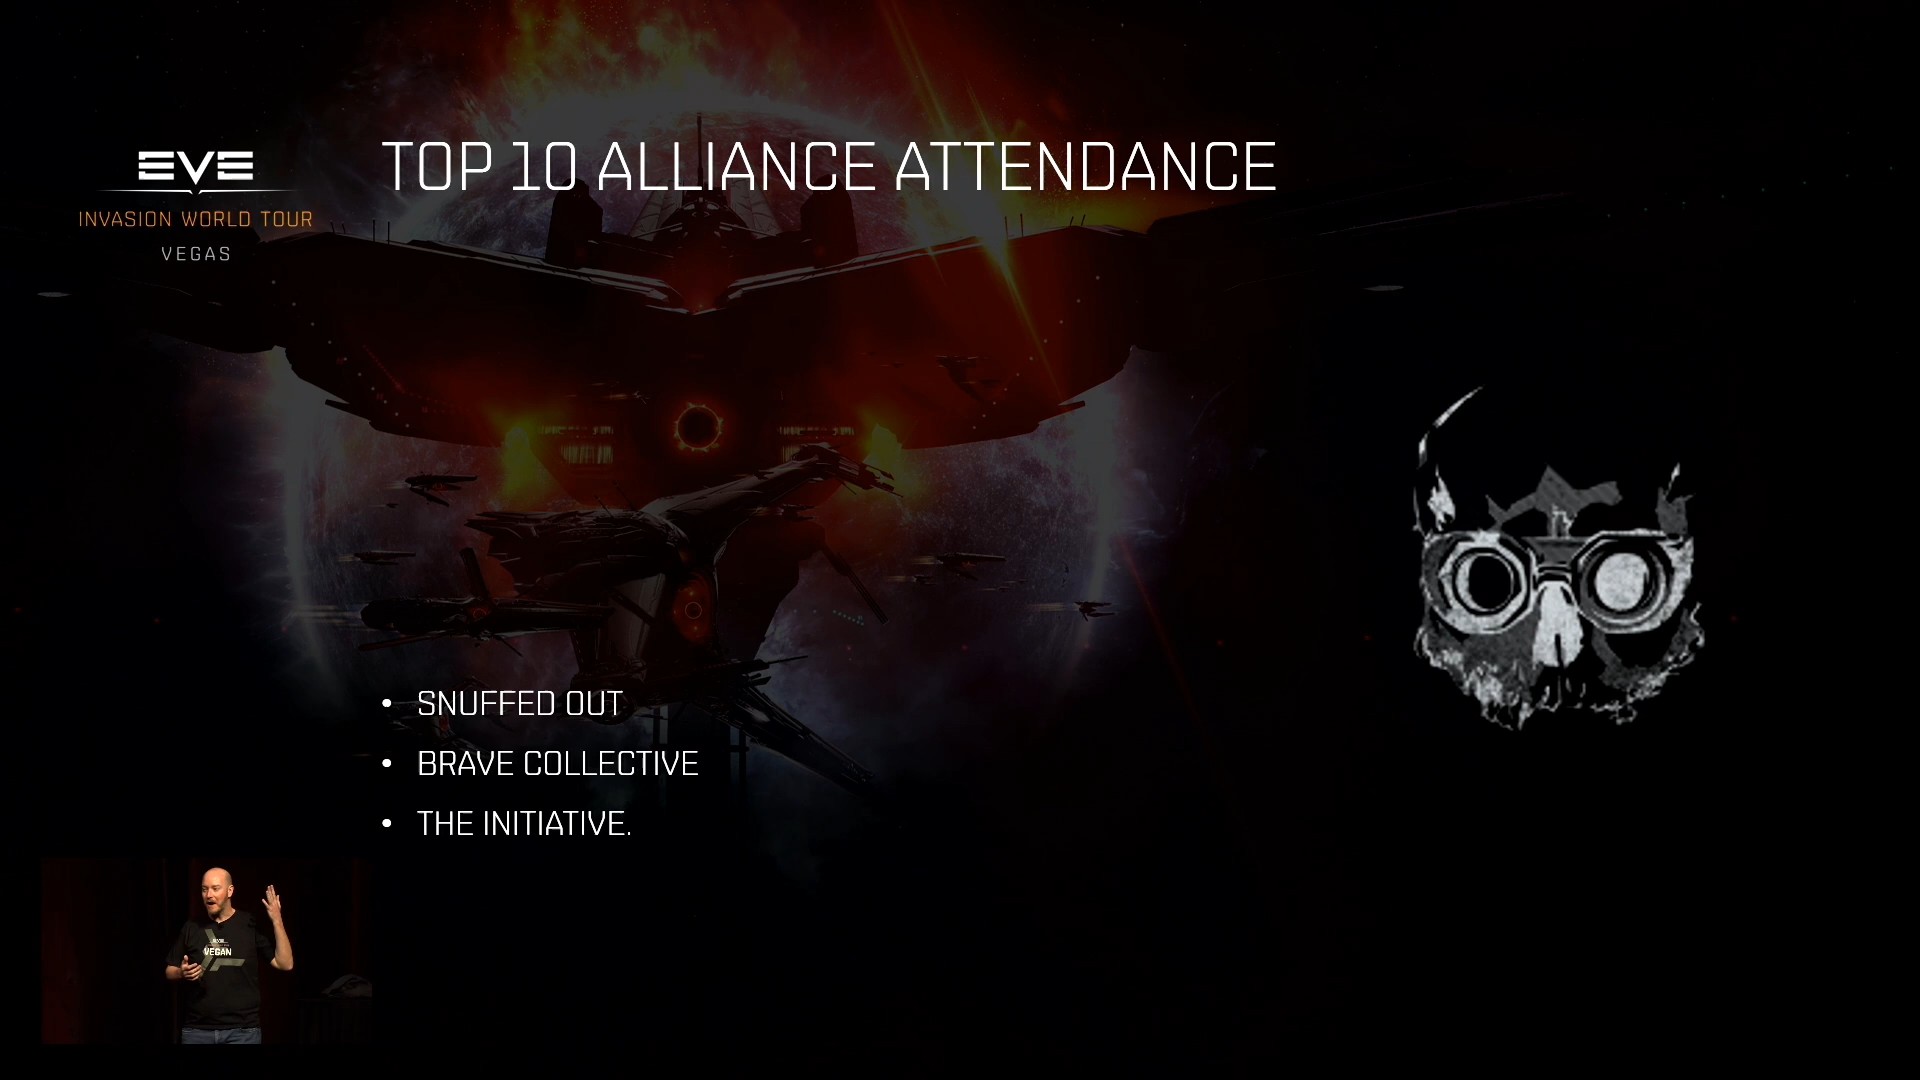 EVE
INVASION WORLD TOUR
VEGAS
TOP 10 ALLIANCE ATTENDANCE
• SNUFFED OUT
• BRAVE COLLECTIVE
• THE INITIATIVE.
VEGAN